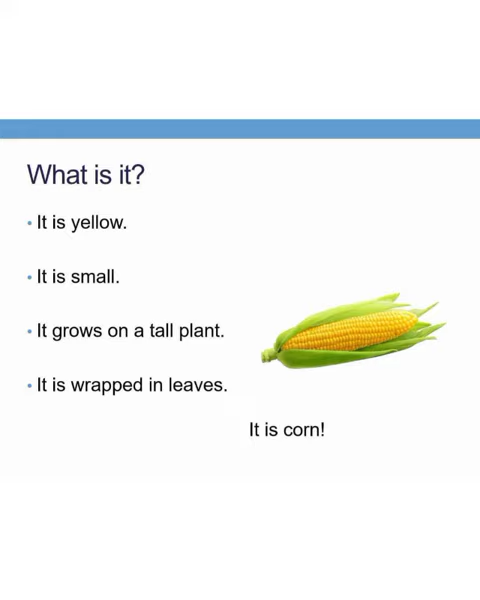 What is it?
• It is yellow.
• It is small.
• It grows on a tall plant.
• It is wrapped in leaves.
It is corn!